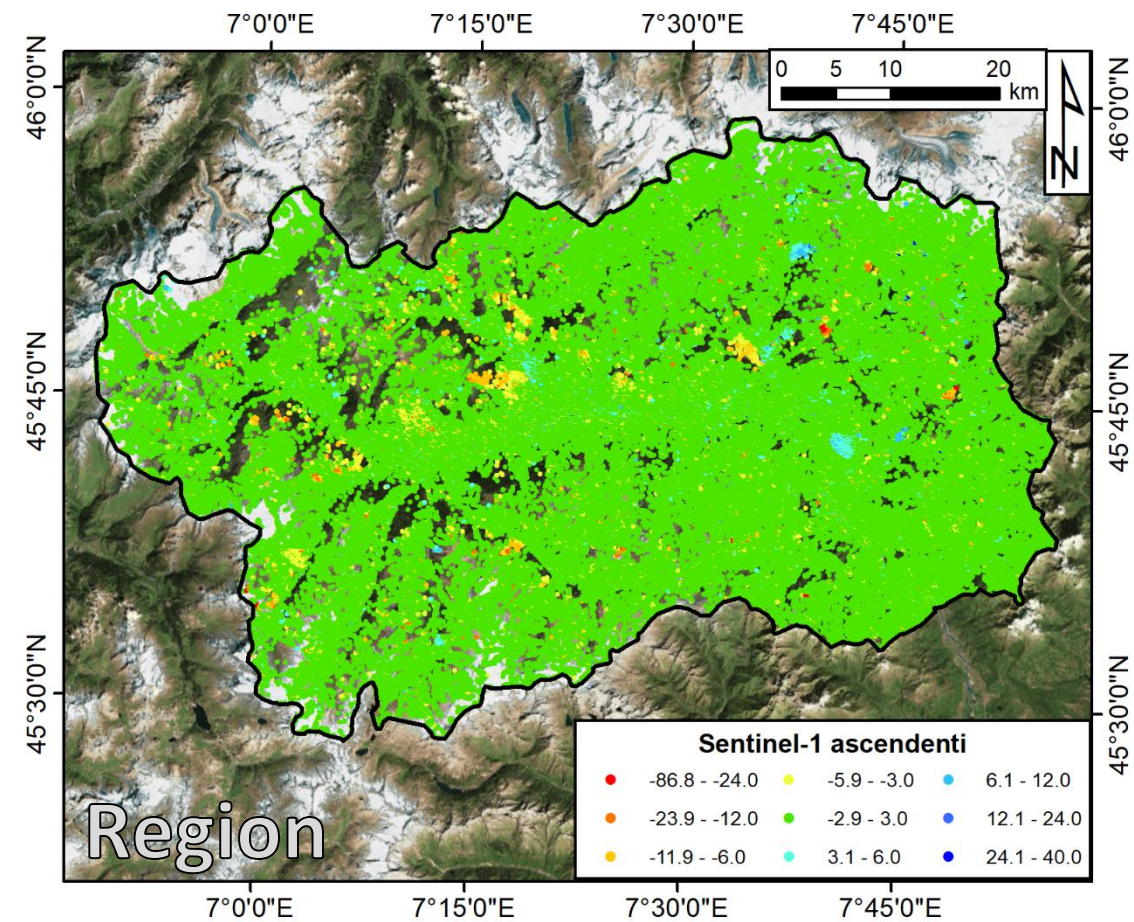 7°0'0"E 7°15'0"E 7°30'0"E 7°45'0"E
0 5 10 20
km
N
46°0'0"N 46°0'0"N
45°45'0"N 45°45'0"N
45°30'0"N 45°30'0"N
Sentinel-1 ascendenti
-86.8 - -24.0 -5.9 - -3.0 6.1 - 12.0
-23.9 - -12.0 -2.9 - 3.0 12.1 - 24.0
-11.9 - -6.0 3.1 - 6.0 24.1 - 40.0
Region
7°0'0"E 7°15'0"E 7°30'0"E 7°45'0"E